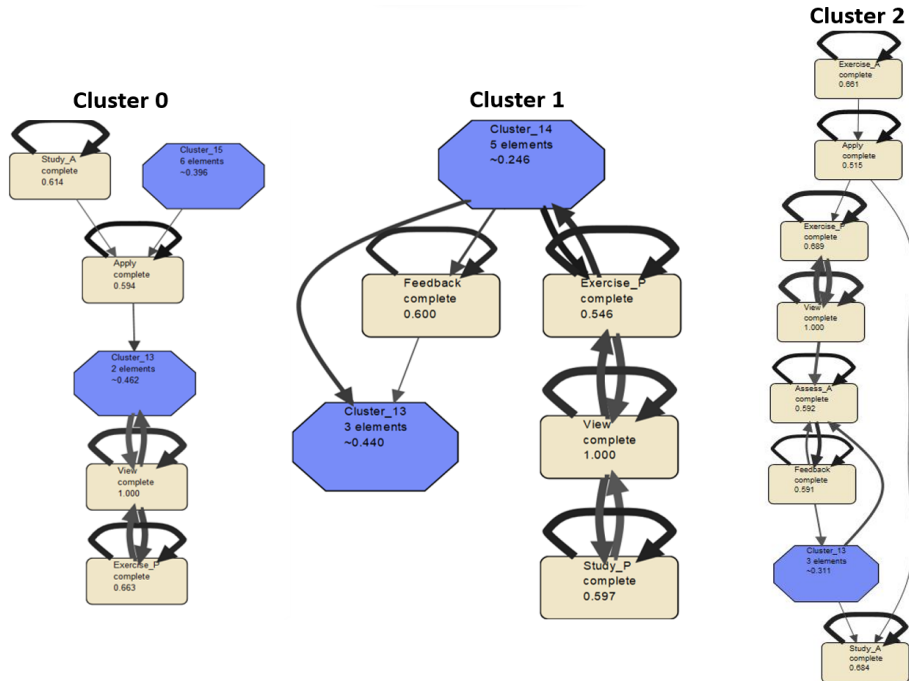 Cluster 0
Study_A
complete
0.614
Cluster_15
6 elements
~0.396
Apply
complete
0.594
Cluster_13
2 elements
~0.462
View
complete
1.000
Exercise_P
complete
0.663
Cluster 1
Cluster_14
5 elements
~0.246
Feedback
complete
0.600
Exercise_P
complete
0.546
Cluster_13
3 elements
~0.440
View
complete
1.000
Study_P
complete
0.597
Cluster 2
Exercise_A
complete
0.661
Apply
complete
0.515
Exercise_P
complete
0.689
View
complete
1.000
Assess_A
complete
0.592
Feedback
complete
0.591
Cluster_13
3 elements
~0.311
Study_A
complete
0.684